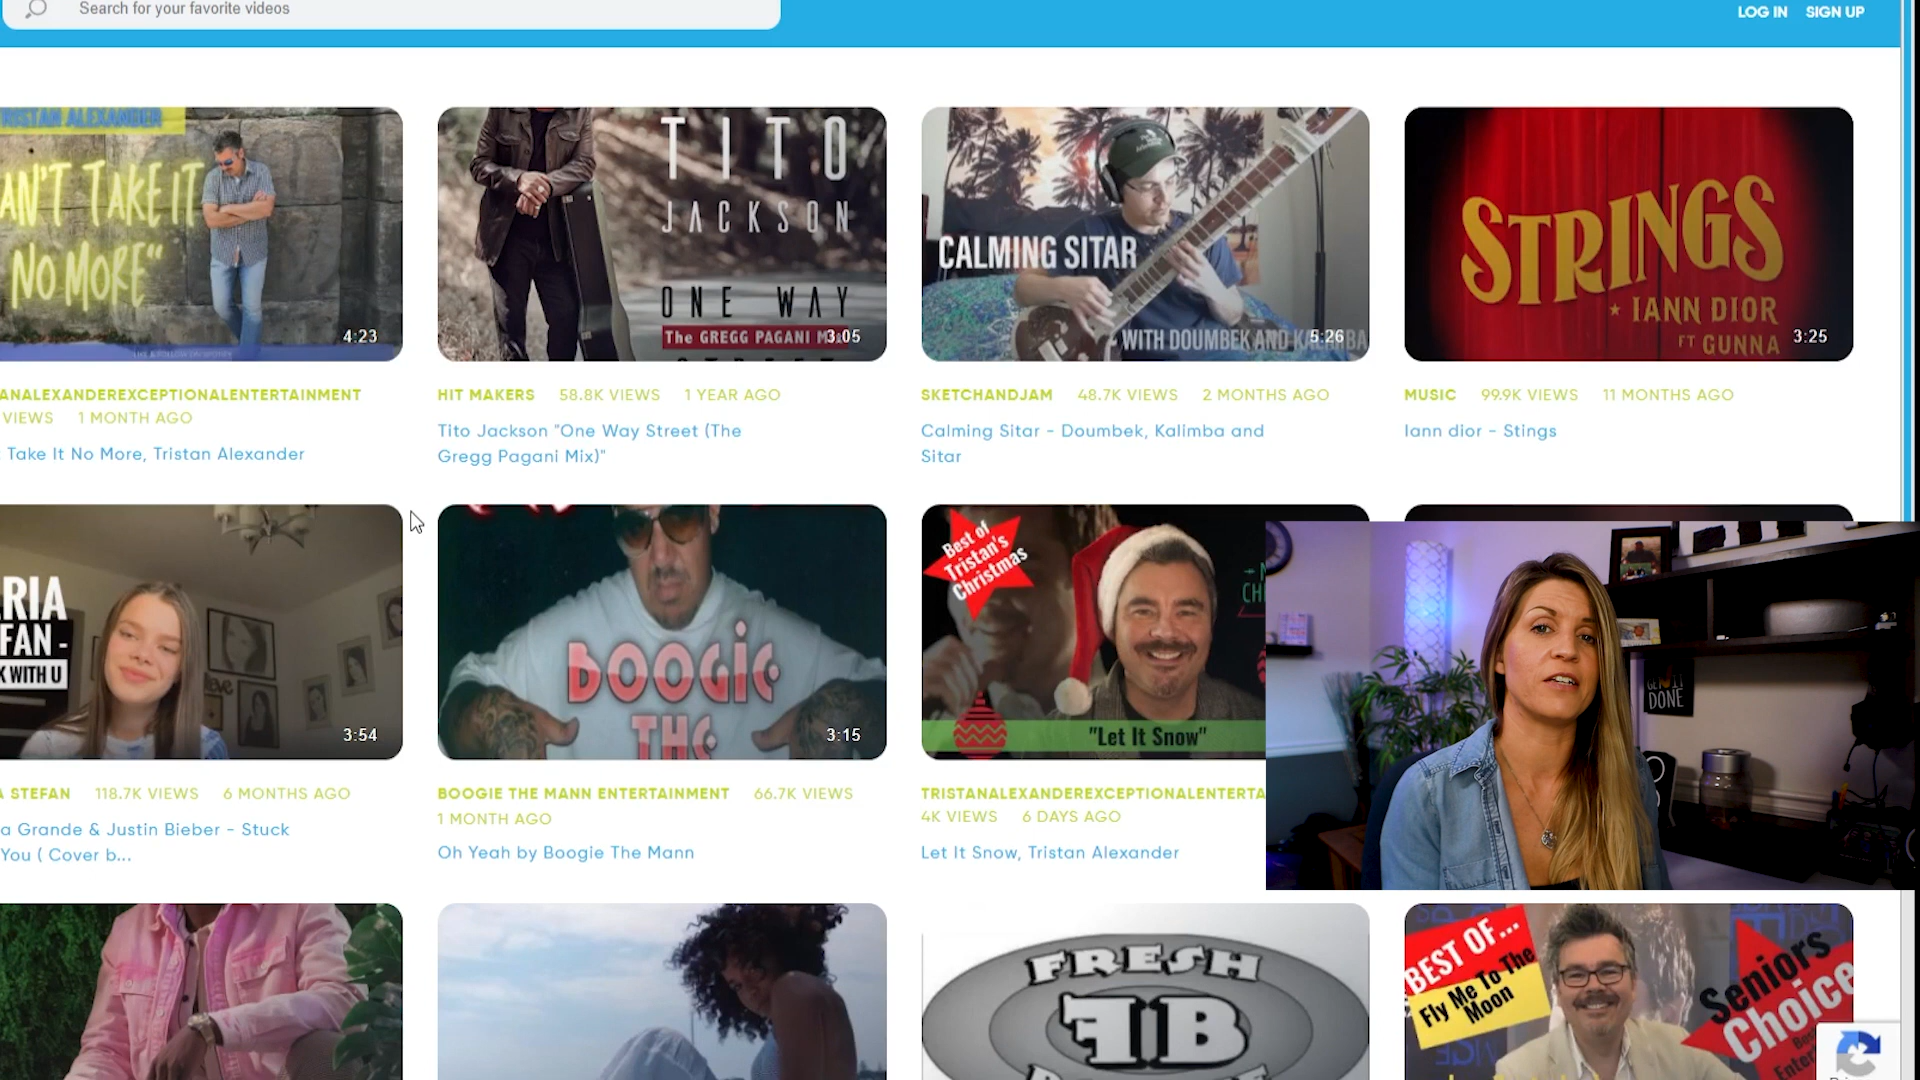 Search for your favorite videos
LOG IN SIGN UP
TRISTAN ALEXANDER
AN'T TAKE IT
NO MORE"
4:23
TITO
JACKSON
ONE WAY
The GREGG PAGANI
3:05
CALMING SITAR
WITH DOUMBEK AND KALIMBA
5:26
STRINGS
IANN DIOR
FT GUNNA
3:25
ANALEXANDEREXCEPTIONALENTERTAINMENT
VIEWS 1 MONTH AGO
Take It No More, Tristan Alexander
HIT MAKERS 58.8K VIEWS 1 YEAR AGO
Tito Jackson "One Way Street (The
Gregg Pagani Mix)"
SKETCHANDJAM 48.7K VIEWS 2 MONTHS AGO
Calming Sitar - Doumbek, Kalimba and
Sitar
MUSIC 99.9K VIEWS 11 MONTHS AGO
Iann dior - Stings
RIA
FAN -
K WITH U
3:54
BOOGIE
THE
3:15
Best of
Tristan's
Christmas
"Let It Snow"
DONE
A STEFAN 118.7K VIEWS 6 MONTHS AGO
a Grande & Justin Bieber - Stuck
You ( Cover b...
BOOGIE THE MANN ENTERTAINMENT 66.7K VIEWS
1 MONTH AGO
Oh Yeah by Boogie The Mann
TRISTANALEXANDEREXCEPTIONALENTERTA
4K VIEWS 6 DAYS AGO
Let It Snow, Tristan Alexander
FRESH
FB
BEST OF...
Fly Me To The
Moon
Seniors
Choice